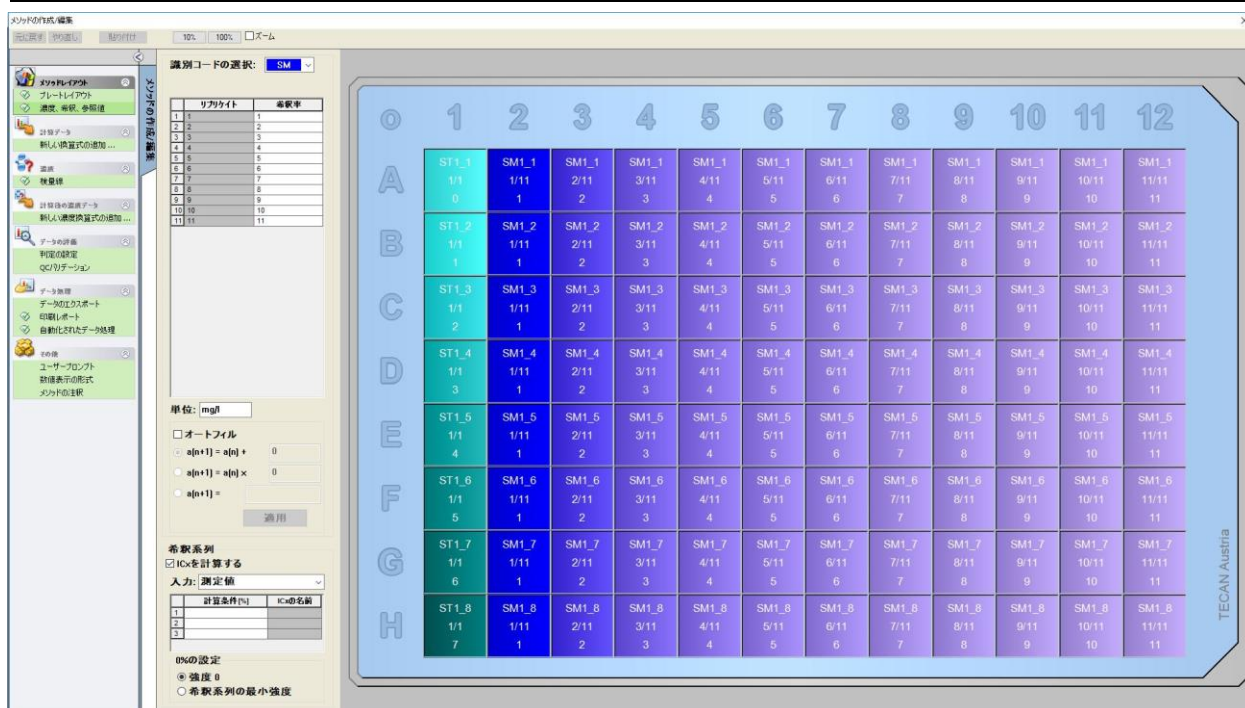 メソッドの作成/編集
元に戻す やり直し 貼り付け 10% 100% ズーム
メソッドの作成/編集
メソッドレイアウト
プレートレイアウト
濃度、希釈、参照値
計算データ
新しい換算式の追加 ...
濃度
検量線
計算後の濃度データ
新しい濃度換算式の追加 ...
データの評価
判定の設定
QCバリデーション
データ処理
データのエクスポート
印刷レポート
自動化されたデータ処理
その他
ユーザープロンプト
数値表示の形式
メソッドの注釈
識別コードの選択: SM
リプリケイト 希釈率
1 1 1
2 2 2
3 3 3
4 4 4
5 5 5
6 6 6
7 7 7
8 8 8
9 9 9
10 10 10
11 11 11
単位: mg/l
オートフィル
a[n+1] = a[n] + 0
a[n+1] = a[n] × 0
a[n+1] =
適用
希釈系列
ICxを計算する
入力: 測定値
計算条件[%] ICxの名前
1
2
3
0%の設定
強度 0
希釈系列の最小強度
O 1 2 3 4 5 6 7 8 9 10 11 12
A
ST1_1 SM1_1 SM1_1 SM1_1 SM1_1 SM1_1 SM1_1 SM1_1 SM1_1 SM1_1 SM1_1 SM1_1
1/1 1/11 2/11 3/11 4/11 5/11 6/11 7/11 8/11 9/11 10/11 11/11
0 1 2 3 4 5 6 7 8 9 10 11
B
ST1_2 SM1_2 SM1_2 SM1_2 SM1_2 SM1_2 SM1_2 SM1_2 SM1_2 SM1_2 SM1_2 SM1_2
1/1 1/11 2/11 3/11 4/11 5/11 6/11 7/11 8/11 9/11 10/11 11/11
1 1 2 3 4 5 6 7 8 9 10 11
C
ST1_3 SM1_3 SM1_3 SM1_3 SM1_3 SM1_3 SM1_3 SM1_3 SM1_3 SM1_3 SM1_3 SM1_3
1/1 1/11 2/11 3/11 4/11 5/11 6/11 7/11 8/11 9/11 10/11 11/11
2 1 2 3 4 5 6 7 8 9 10 11
D
ST1_4 SM1_4 SM1_4 SM1_4 SM1_4 SM1_4 SM1_4 SM1_4 SM1_4 SM1_4 SM1_4 SM1_4
1/1 1/11 2/11 3/11 4/11 5/11 6/11 7/11 8/11 9/11 10/11 11/11
3 1 2 3 4 5 6 7 8 9 10 11
E
ST1_5 SM1_5 SM1_5 SM1_5 SM1_5 SM1_5 SM1_5 SM1_5 SM1_5 SM1_5 SM1_5 SM1_5
1/1 1/11 2/11 3/11 4/11 5/11 6/11 7/11 8/11 9/11 10/11 11/11
4 1 2 3 4 5 6 7 8 9 10 11
F
ST1_6 SM1_6 SM1_6 SM1_6 SM1_6 SM1_6 SM1_6 SM1_6 SM1_6 SM1_6 SM1_6 SM1_6
1/1 1/11 2/11 3/11 4/11 5/11 6/11 7/11 8/11 9/11 10/11 11/11
5 1 2 3 4 5 6 7 8 9 10 11
G
ST1_7 SM1_7 SM1_7 SM1_7 SM1_7 SM1_7 SM1_7 SM1_7 SM1_7 SM1_7 SM1_7 SM1_7
1/1 1/11 2/11 3/11 4/11 5/11 6/11 7/11 8/11 9/11 10/11 11/11
6 1 2 3 4 5 6 7 8 9 10 11
H
ST1_8 SM1_8 SM1_8 SM1_8 SM1_8 SM1_8 SM1_8 SM1_8 SM1_8 SM1_8 SM1_8 SM1_8
1/1 1/11 2/11 3/11 4/11 5/11 6/11 7/11 8/11 9/11 10/11 11/11
7 1 2 3 4 5 6 7 8 9 10 11
TECAN Austria